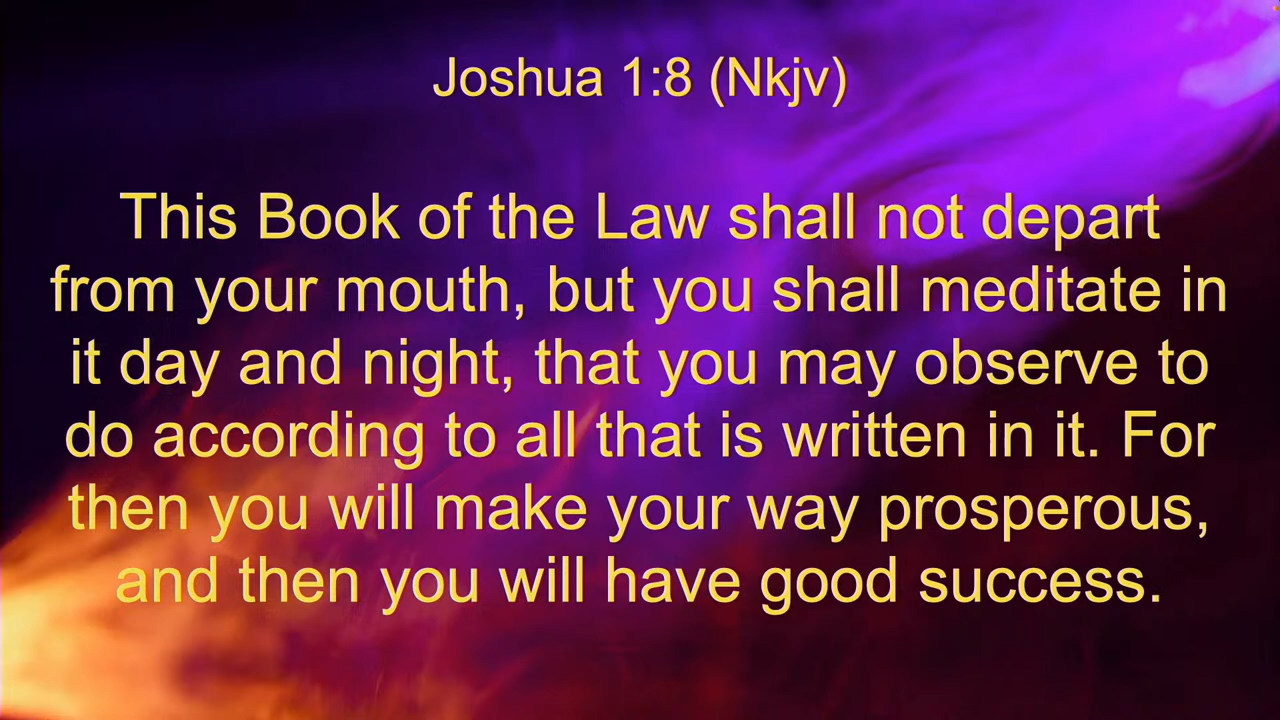 Joshua 1:8 (Nkjv)
This Book of the Law shall not depart
from your mouth, but you shall meditate in
it day and night, that you may observe to
do according to all that is written in it. For
then you will make your way prosperous,
and then you will have good success.